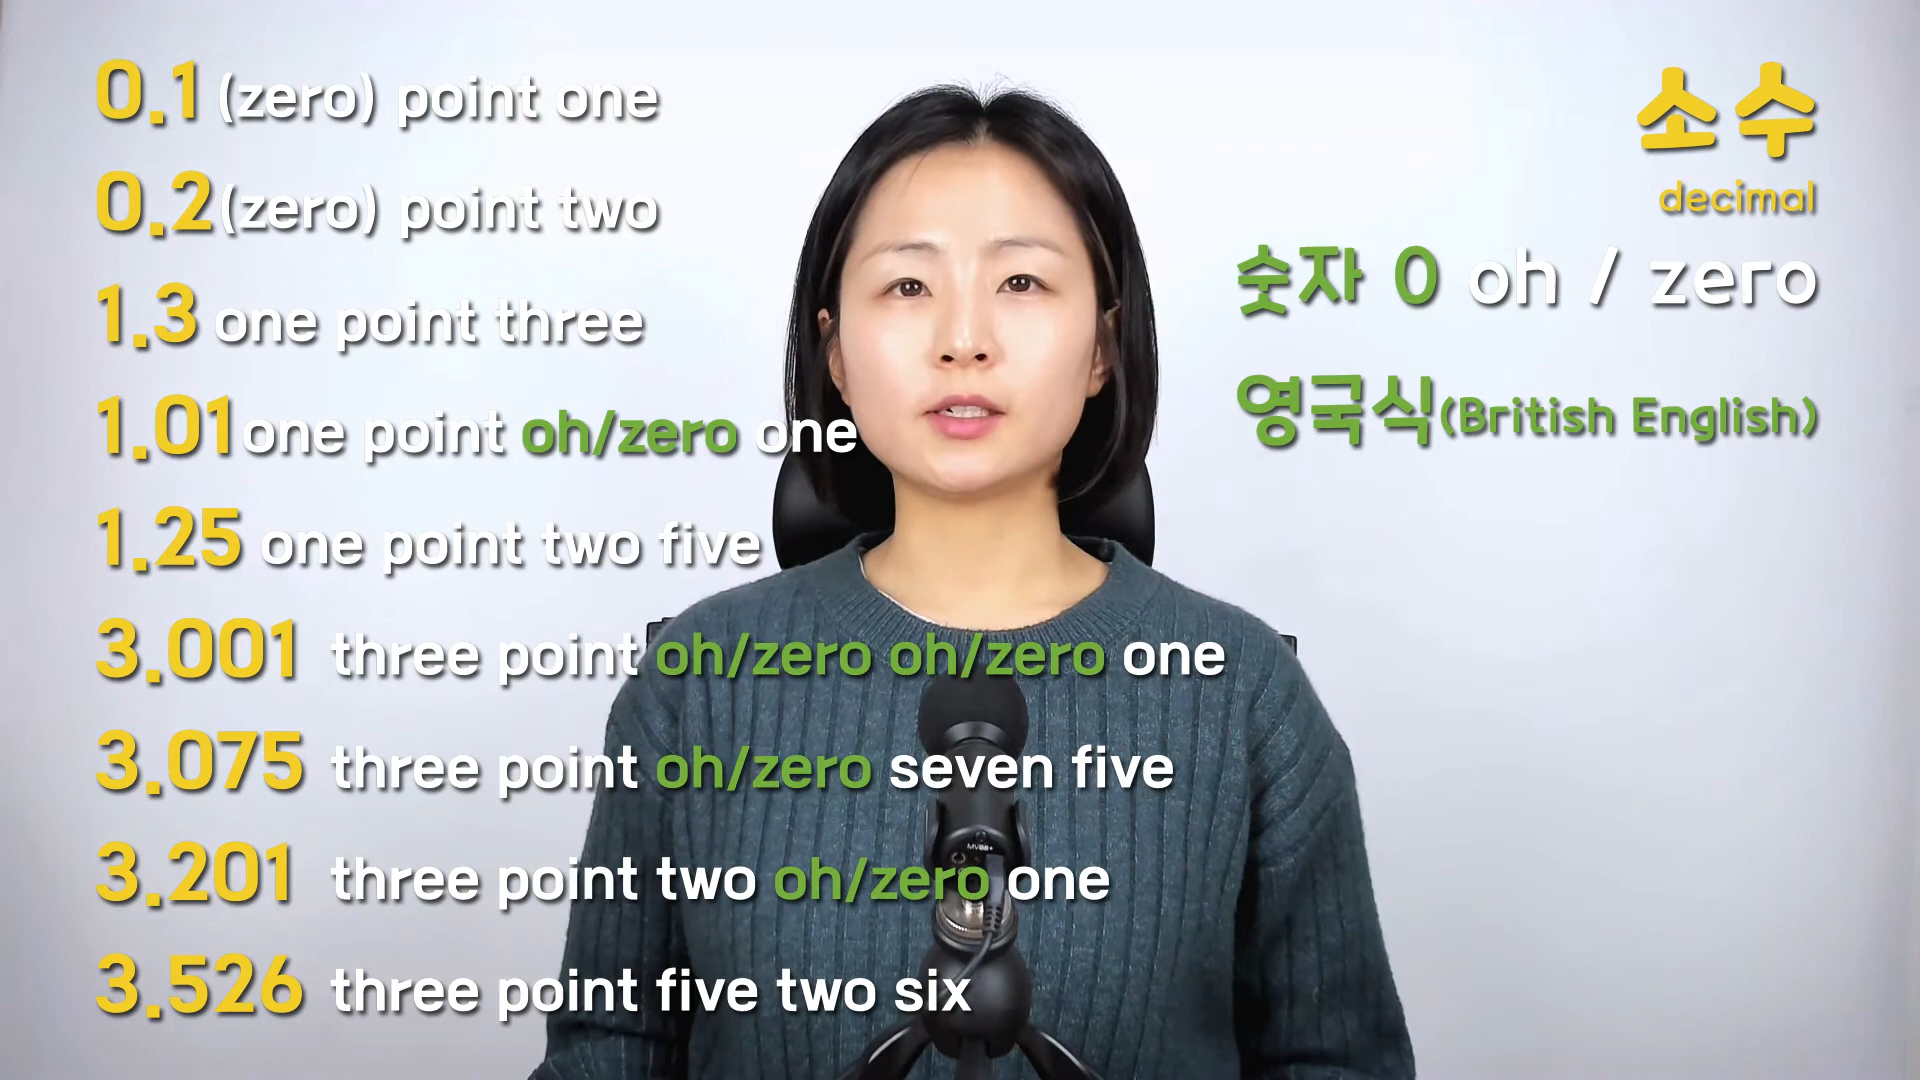 0.1 (zero) point one
0.2 (zero) point two
1.3 one point three
1.01 one point oh/zero one
1.25 one point two five
3.001 three point oh/zero oh/zero one
3.075 three point oh/zero seven five
3.201 three point two oh/zero one
3.526 three point five two six
소수
decimal
숫자 0 oh / zero
영국식(British English)
MV88+